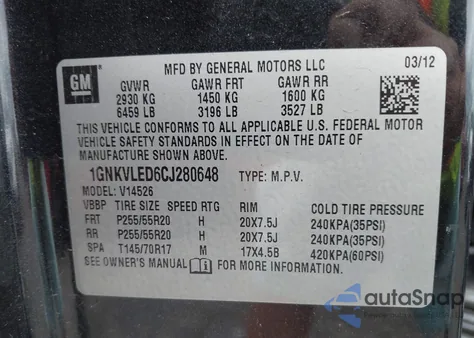 GM
MFD BY GENERAL MOTORS LLC 03/12
GVWR GAWR FRT GAWR RR
2930 KG 1450 KG 1600 KG
6459 LB 3196 LB 3527 LB
THIS VEHICLE CONFORMS TO ALL APPLICABLE U.S. FEDERAL MOTOR
VEHICLE SAFETY STANDARDS IN EFFECT ON THE DATE OF
MANUFACTURE SHOWN ABOVE.
1GNKVLED6CJ280648 TYPE: M.P.V.
MODEL: V14526
VBBP TIRE SIZE SPEED RTG RIM COLD TIRE PRESSURE
FRT P255/55R20 H 20X7.5J 240KPA(35PSI)
RR P255/55R20 H 20X7.5J 240KPA(35PSI)
SPA T145/70R17 M 17X4.5B 420KPA(60PSI)
SEE OWNER'S MANUAL FOR MORE INFORMATION.
autaSnap